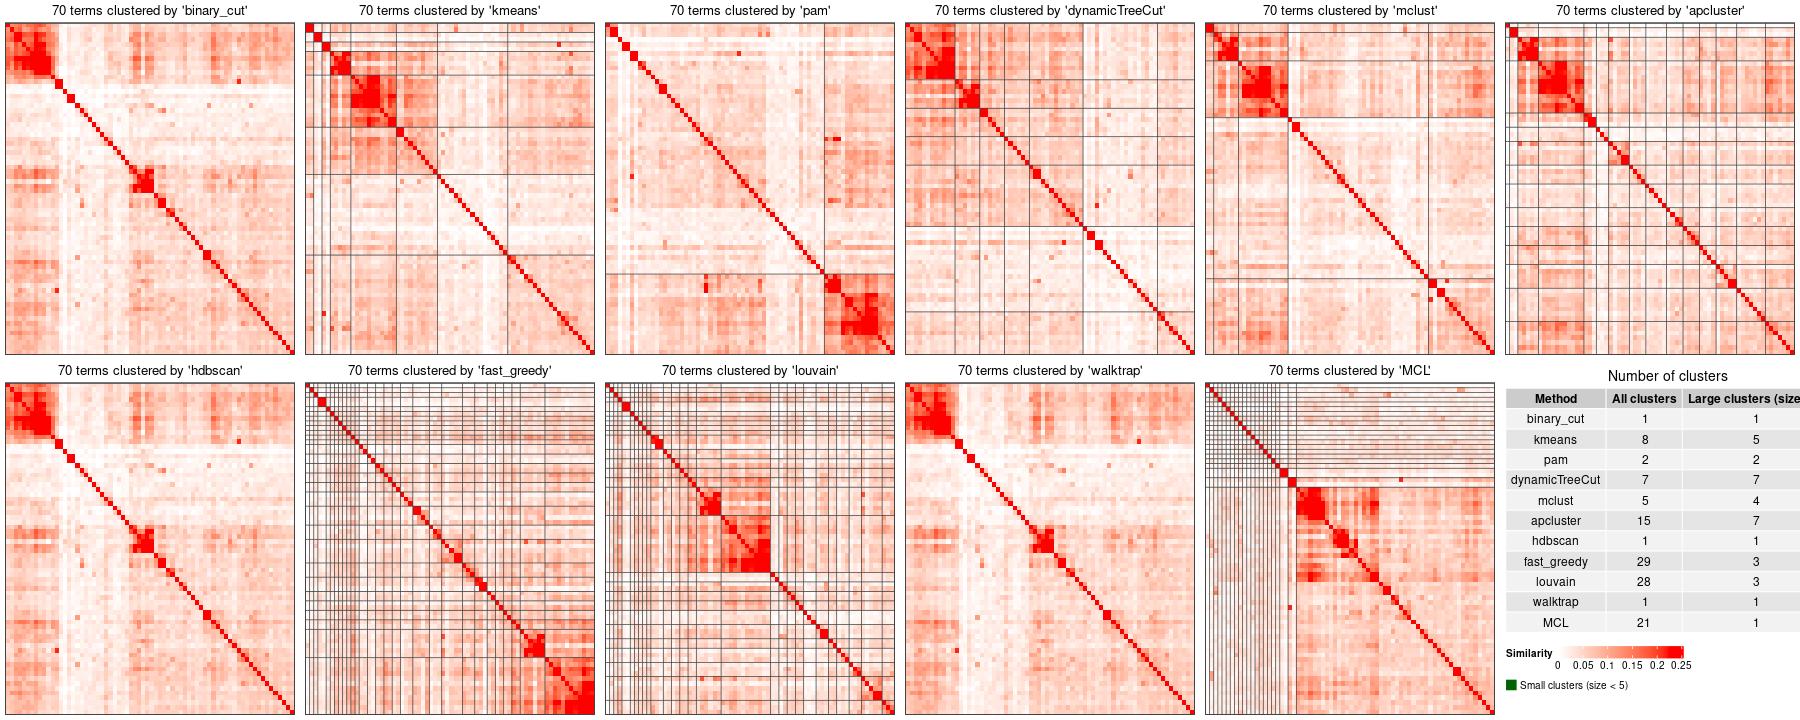 70 terms clustered by 'binary_cut'
70 terms clustered by 'kmeans'
70 terms clustered by 'pam'
70 terms clustered by 'dynamicTreeCut'
70 terms clustered by 'mclust'
70 terms clustered by 'apcluster'
70 terms clustered by 'hdbscan'
70 terms clustered by 'fast_greedy'
70 terms clustered by 'louvain'
70 terms clustered by 'walktrap'
70 terms clustered by 'MCL'
Number of clusters
Method All clusters Large clusters (size
binary_cut 1 1
kmeans 8 5
pam 2 2
dynamicTreeCut 7 7
mclust 5 4
apcluster 15 7
hdbscan 1 1
fast_greedy 29 3
louvain 28 3
walktrap 1 1
MCL 21 1
Similarity
0 0.05 0.1 0.15 0.2 0.25
Small clusters (size < 5)